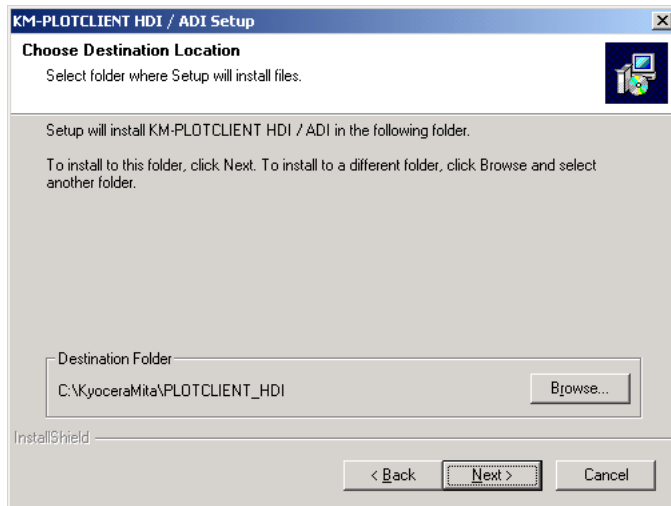 KM-PLOTCLIENT HDI / ADI Setup
Choose Destination Location
Select folder where Setup will install files.
Setup will install KM-PLOTCLIENT HDI / ADI in the following folder.
To install to this folder, click Next. To install to a different folder, click Browse and select
another folder.
Destination Folder
C:\KyoceraMita\PLOTCLIENT_HDI
Browse...
InstallShield
< Back
Next >
Cancel